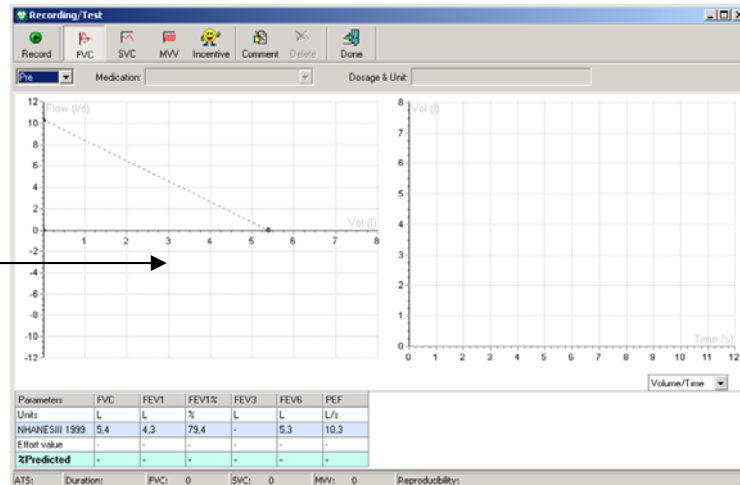 Recording/Test
Record FVC SVC MVV Incentive Comment Delete Done
Pre Medication: Dosage & Unit:
12 Flow (l/s)
10
8
6
4
2
0
Vol (l)
1 2 3 4 5 6 7 8
-2
-4
-6
-8
-10
-12
8 Vol (l)
7
6
5
4
3
2
1
0
Time (s)
0 1 2 3 4 5 6 7 8 9 10 11 12
Volume/Time
Parameters FVC FEV1 FEV1% FEV3 FEV6 PEF
Units L L % L L L/s
NHANESIII 1999 5,4 4,3 79,4 - 5,3 10,3
Effort value - - - - - -
%Predicted - - - - - -
ATS: Duration: FVC: 0 SVC: 0 MVV: 0 Reproducibility: